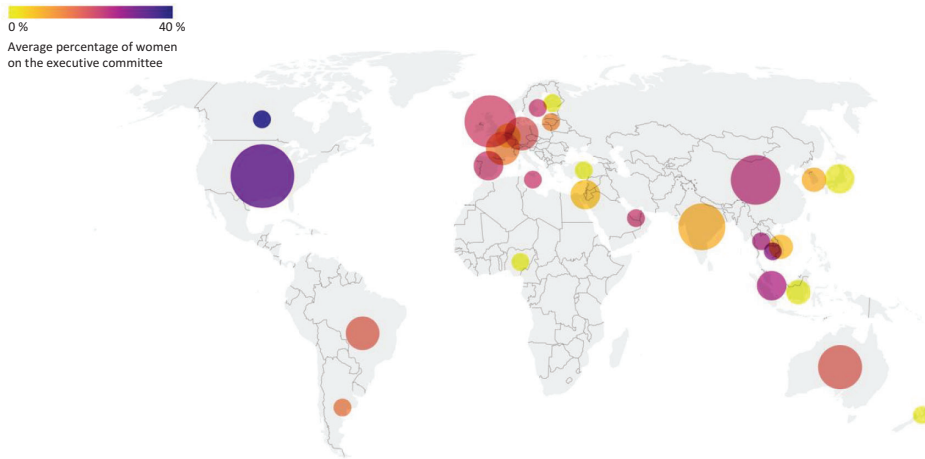 0 % 40 %
Average percentage of women
on the executive committee